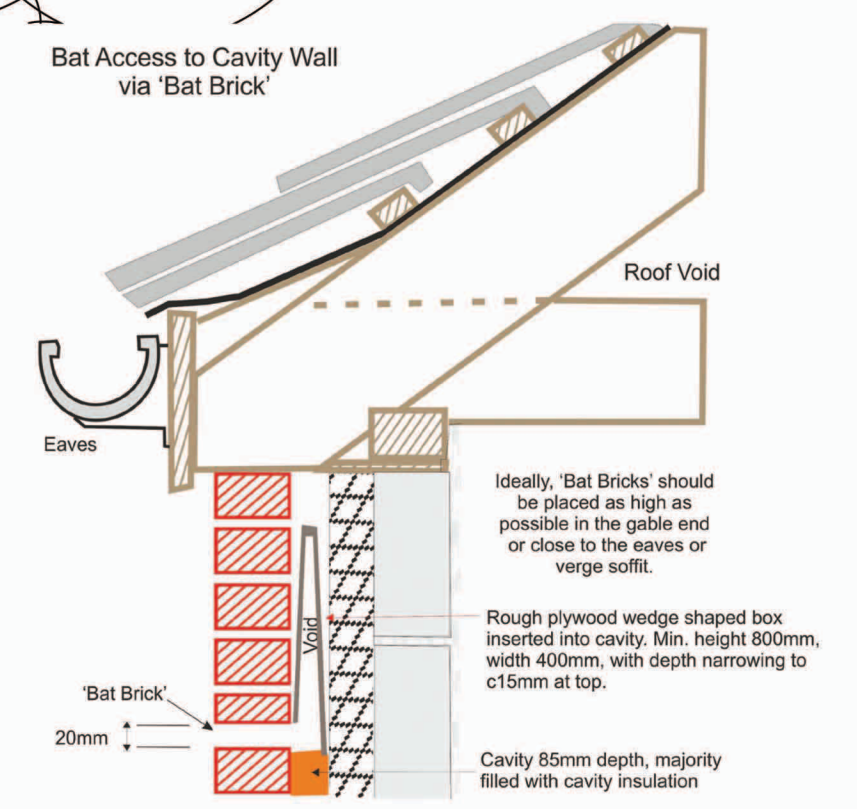 Bat Access to Cavity Wall
via ‘Bat Brick’
Roof Void
Eaves
Ideally, ‘Bat Bricks’ should
be placed as high as
possible in the gable end
or close to the eaves or
verge soffit.
Void
Rough plywood wedge shaped box
inserted into cavity. Min. height 800mm,
width 400mm, with depth narrowing to
c15mm at top.
‘Bat Brick’
20mm
Cavity 85mm depth, majority
filled with cavity insulation